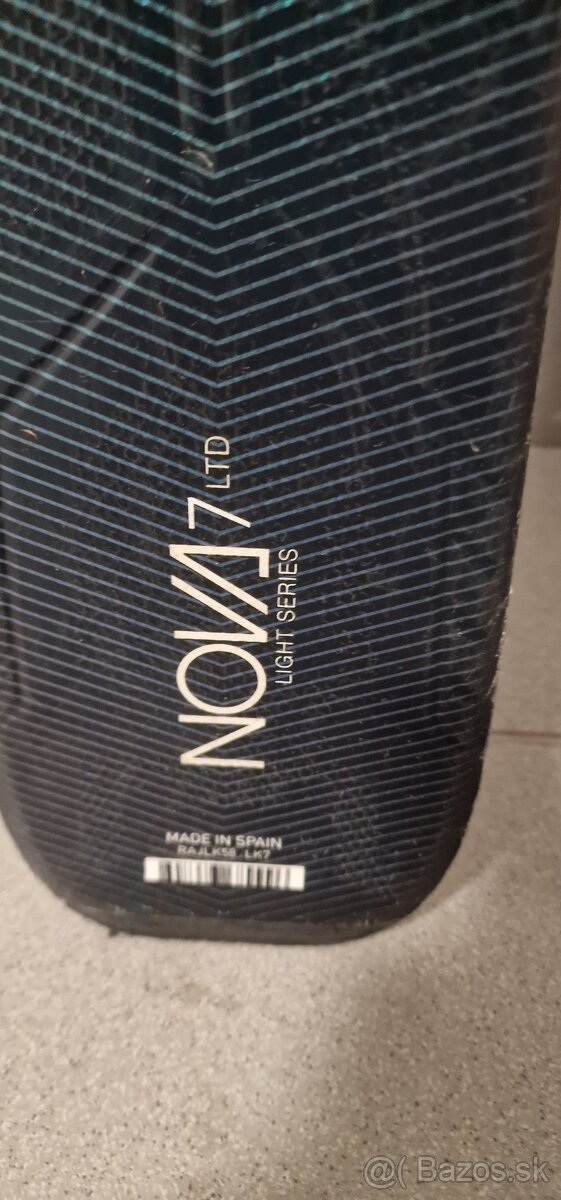 NOVA 7 LTD
LIGHT SERIES
MADE IN SPAIN
RAJLK58 LK7
@( Bazos.sk